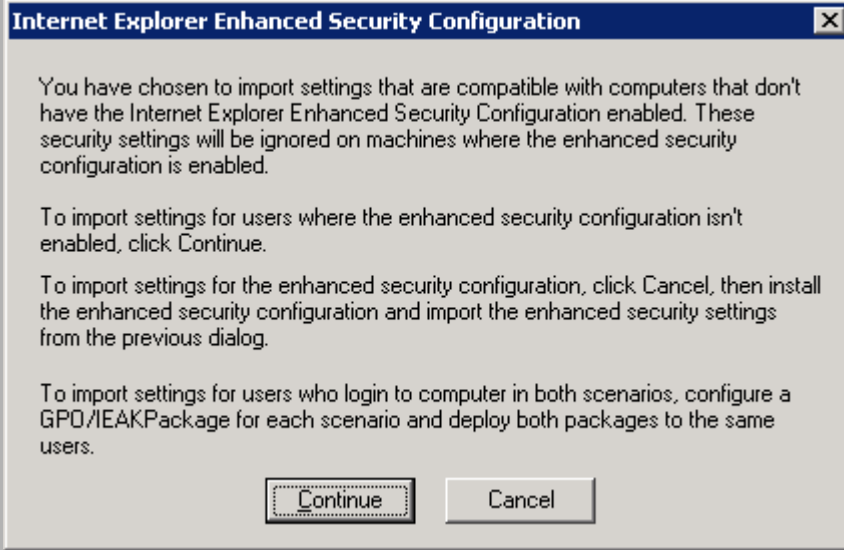 Internet Explorer Enhanced Security Configuration
You have chosen to import settings that are compatible with computers that don't
have the Internet Explorer Enhanced Security Configuration enabled. These
security settings will be ignored on machines where the enhanced security
configuration is enabled.
To import settings for users where the enhanced security configuration isn't
enabled, click Continue.
To import settings for the enhanced security configuration, click Cancel, then install
the enhanced security configuration and import the enhanced security settings
from the previous dialog.
To import settings for users who login to computer in both scenarios, configure a
GPO/IEAKPackage for each scenario and deploy both packages to the same
users.
Continue Cancel